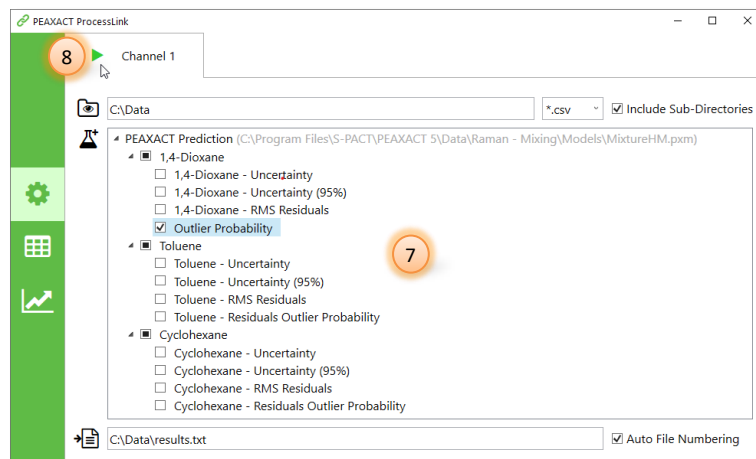 PEAXACT ProcessLink
8
Channel 1
C:\Data
*.csv
Include Sub-Directories
PEAXACT Prediction (C:\Program Files\S-PACT\PEAXACT 5\Data\Raman - Mixing\Models\MixtureHM.pxm)
1,4-Dioxane
1,4-Dioxane - Uncertainty
1,4-Dioxane - Uncertainty (95%)
1,4-Dioxane - RMS Residuals
Outlier Probability
Toluene
7
Toluene - Uncertainty
Toluene - Uncertainty (95%)
Toluene - RMS Residuals
Toluene - Residuals Outlier Probability
Cyclohexane
Cyclohexane - Uncertainty
Cyclohexane - Uncertainty (95%)
Cyclohexane - RMS Residuals
Cyclohexane - Residuals Outlier Probability
C:\Data\results.txt
Auto File Numbering